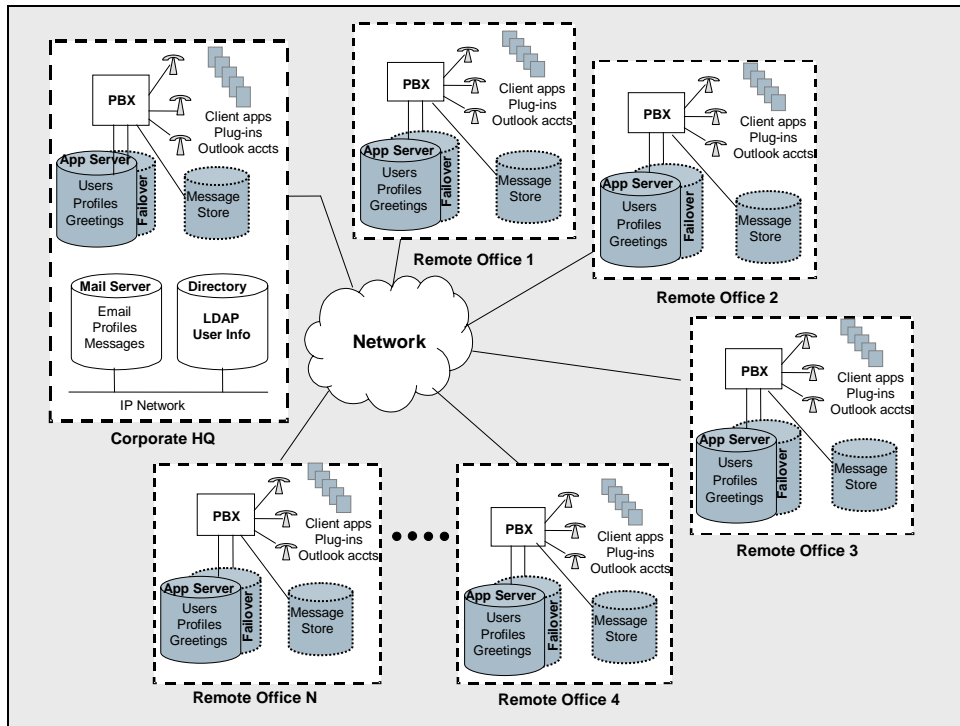 PBX
Client apps
Plug-ins
Outlook accts
App Server
Users
Profiles
Greetings
Failover
Message
Store
Mail Server
Email
Profiles
Messages
Directory
LDAP
User Info
IP Network
Corporate HQ
PBX
Client apps
Plug-ins
Outlook accts
App Server
Users
Profiles
Greetings
Failover
Message
Store
Remote Office 1
PBX
Client apps
Plug-ins
Outlook accts
App Server
Users
Profiles
Greetings
Failover
Message
Store
Remote Office 2
Network
PBX
Client apps
Plug-ins
Outlook accts
App Server
Users
Profiles
Greetings
Failover
Message
Store
Remote Office 3
PBX
Client apps
Plug-ins
Outlook accts
App Server
Users
Profiles
Greetings
Failover
Message
Store
Remote Office N
PBX
Client apps
Plug-ins
Outlook accts
App Server
Users
Profiles
Greetings
Failover
Message
Store
Remote Office 4